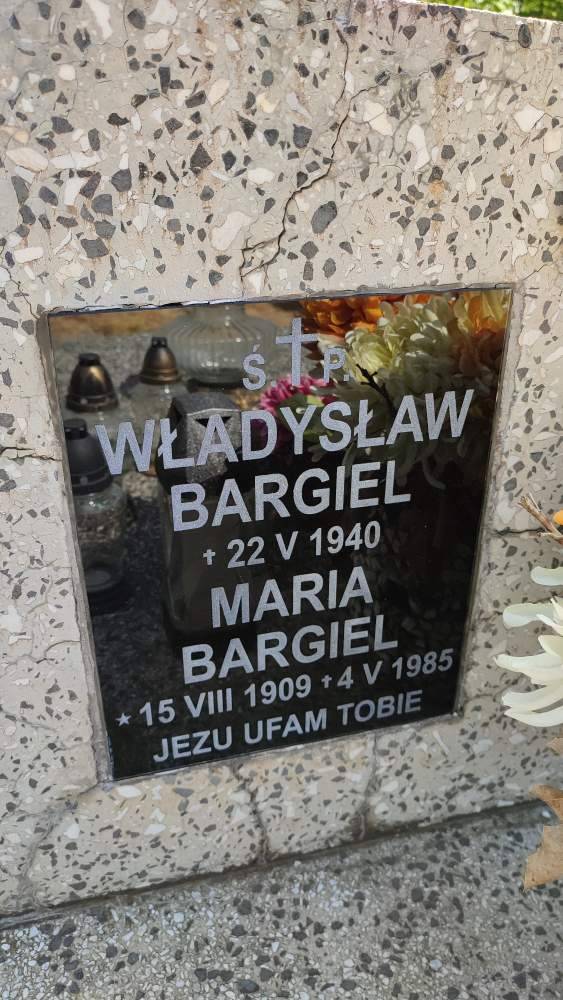 Ś. † P.
WŁADYSŁAW
BARGIEL
† 22 V 1940
MARIA
BARGIEL
★ 15 VIII 1909 † 4 V 1985
JEZU UFAM TOBIE